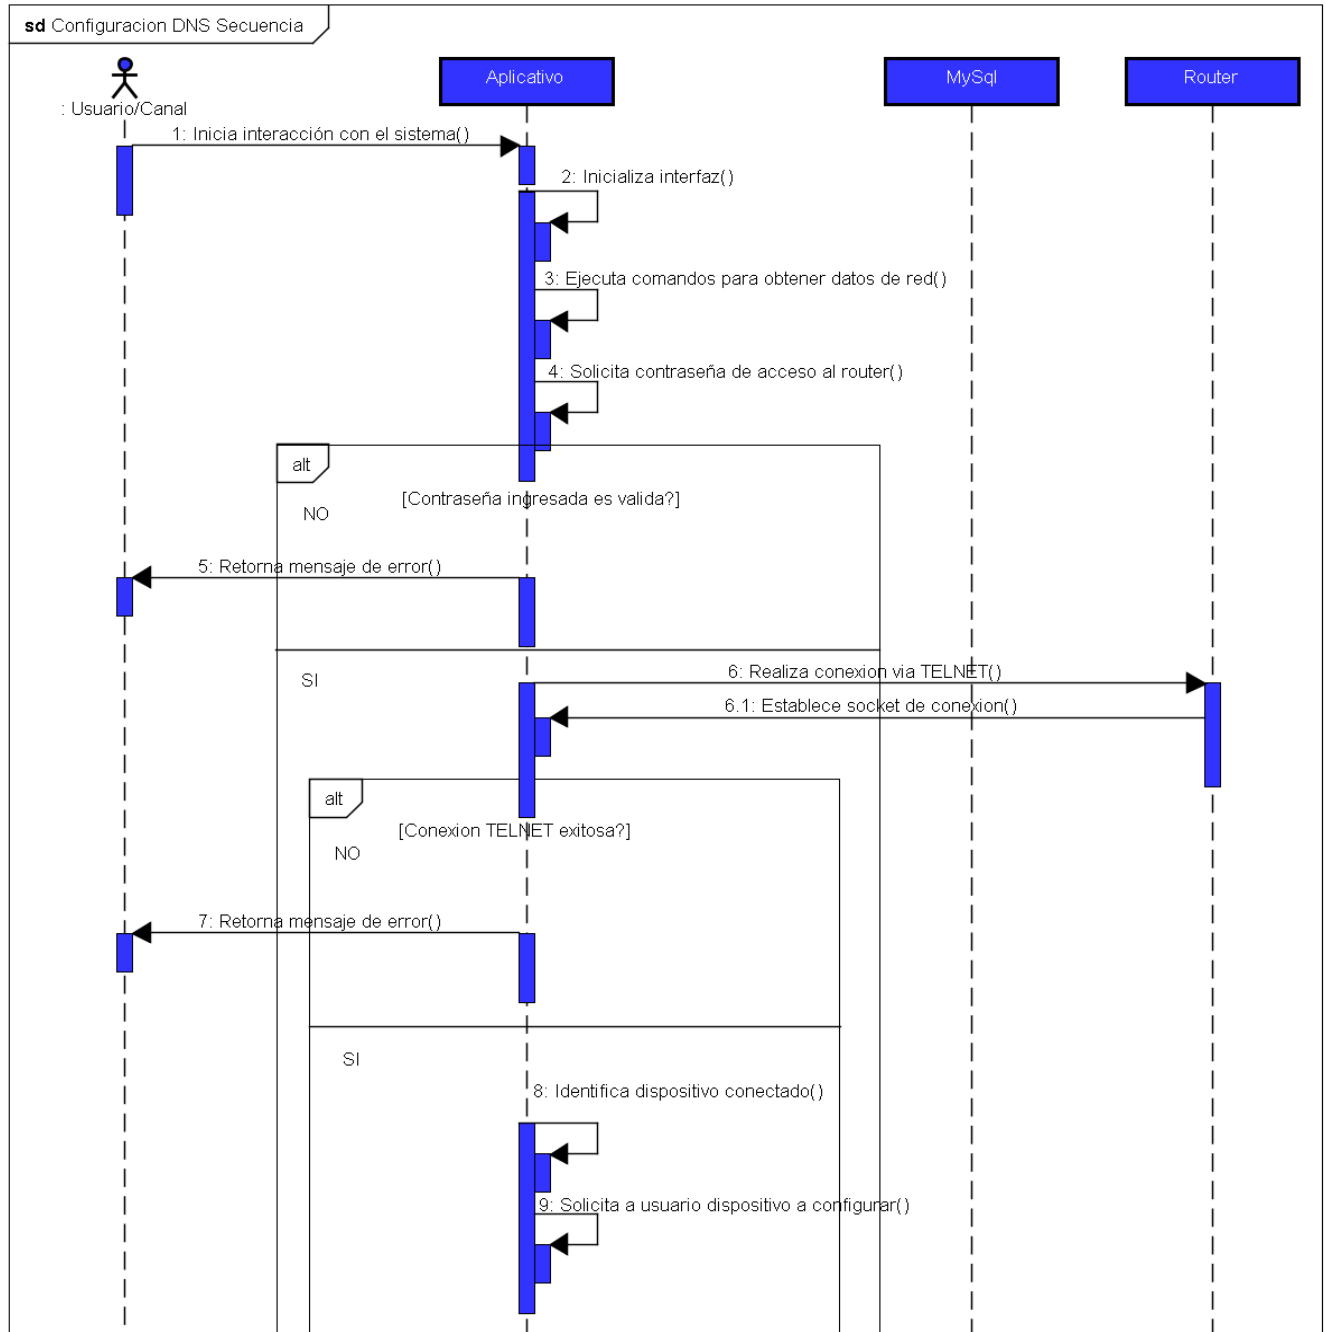 sd Configuracion DNS Secuencia
: Usuario/Canal
Aplicativo
MySql
Router
1: Inicia interacción con el sistema()
2: Inicializa interfaz()
3: Ejecuta comandos para obtener datos de red()
4: Solicita contraseña de acceso al router()
alt
[Contraseña ingresada es valida?]
NO
5: Retorna mensaje de error()
SI
6: Realiza conexion via TELNET()
6.1: Establece socket de conexion()
alt
[Conexion TELNET exitosa?]
NO
7: Retorna mensaje de error()
SI
8: Identifica dispositivo conectado()
9: Solicita a usuario dispositivo a configurar()